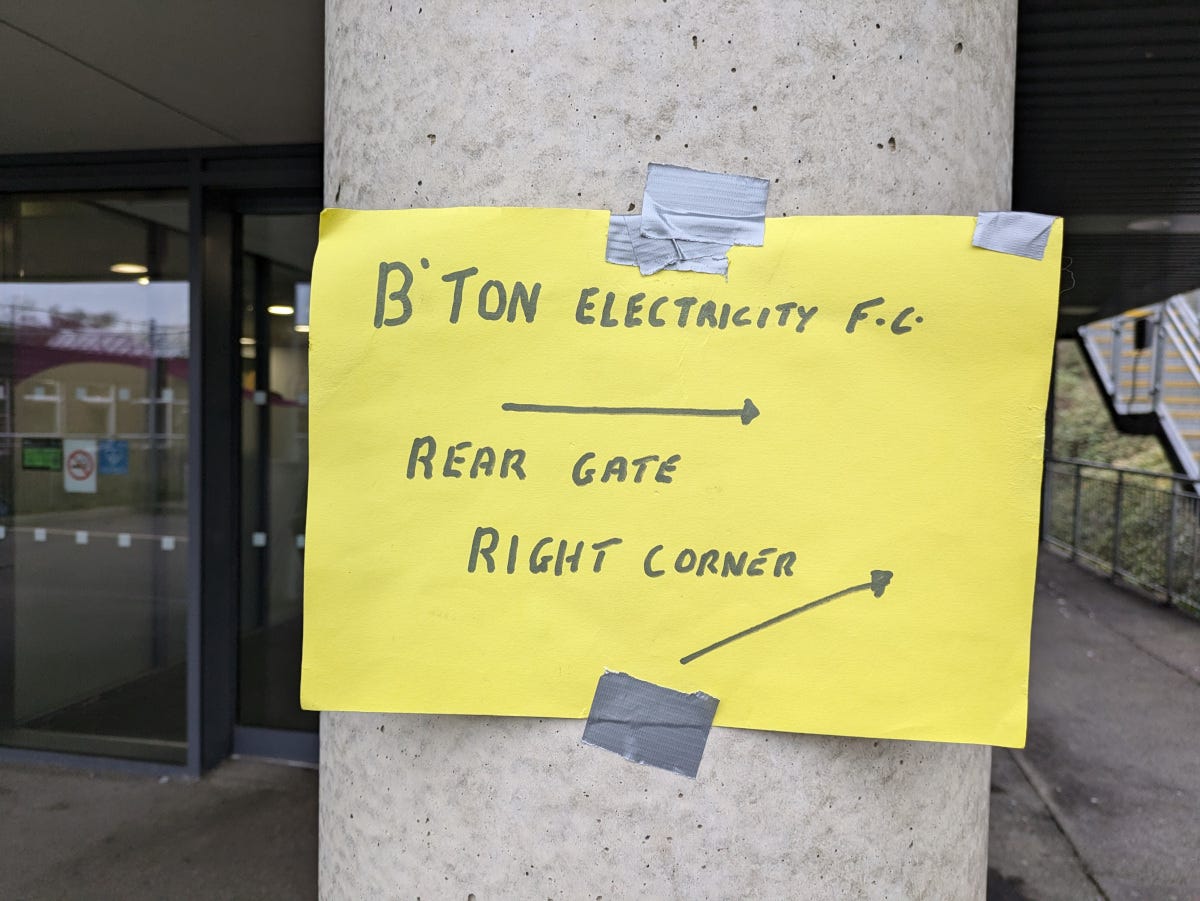 B'TON ELECTRICITY F.C.
REAR GATE
RIGHT CORNER